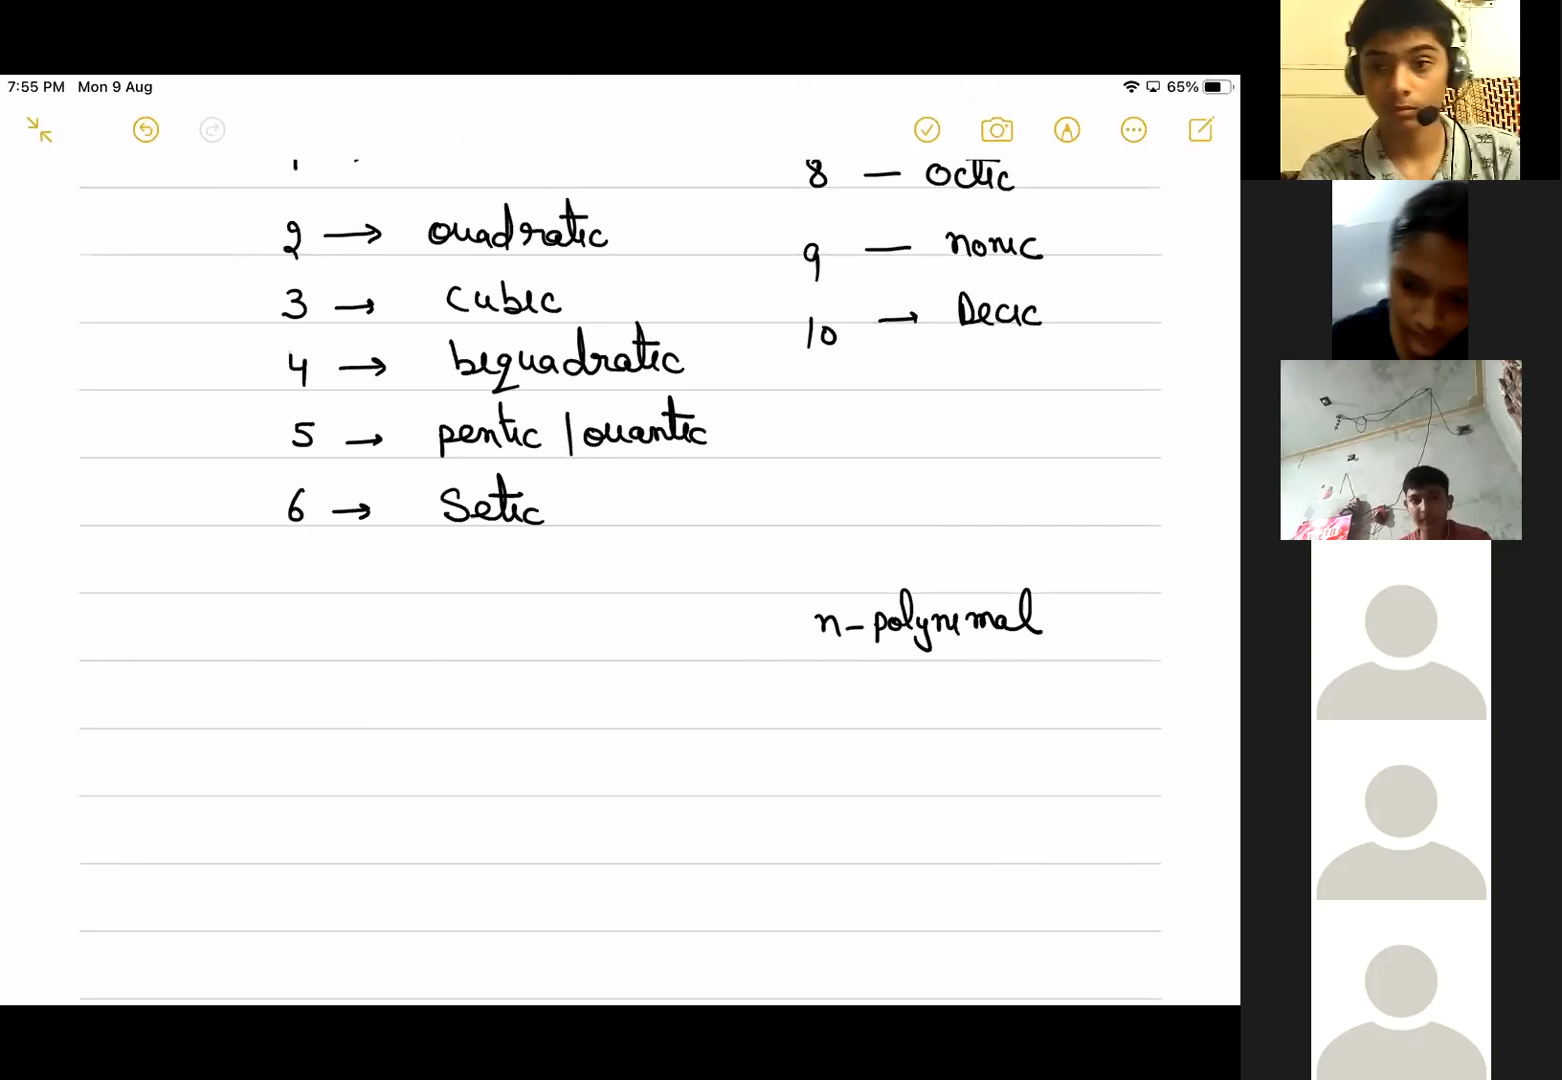 7:55 PM Mon 9 Aug
65%
2 → quadratic
3 → cubic
4 → biquadratic
5 → pentic / quantic
6 → Setic
8 — octic
9 — nonic
10 → Decic
n-polynimal